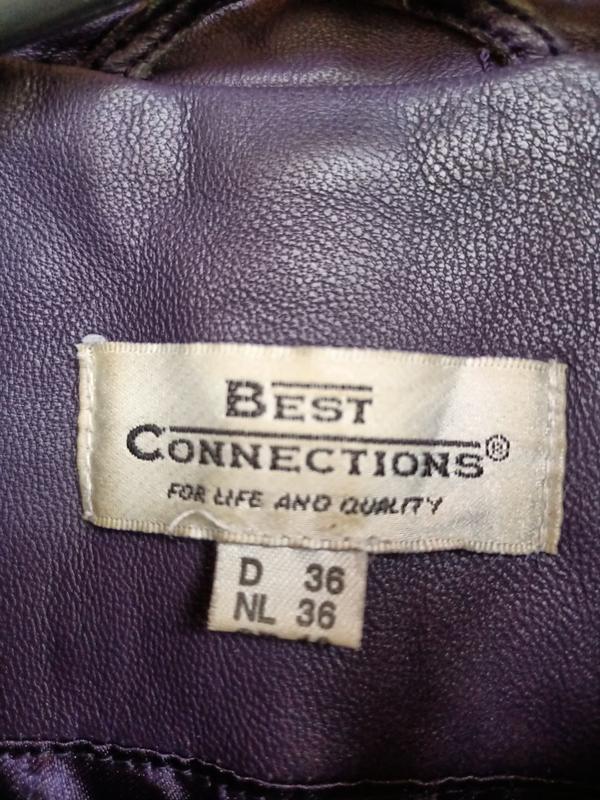 BEST
CONNECTIONS®
FOR LIFE AND QUALITY
D 36
NL 36